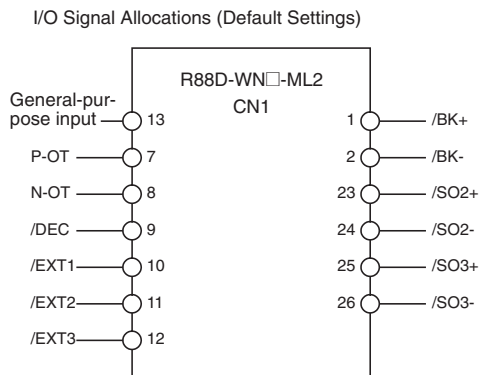 I/O Signal Allocations (Default Settings)
R88D-WN□-ML2
CN1
General-pur-
pose input 13
P-OT 7
N-OT 8
/DEC 9
/EXT1 10
/EXT2 11
/EXT3 12
1 /BK+
2 /BK-
23 /SO2+
24 /SO2-
25 /SO3+
26 /SO3-